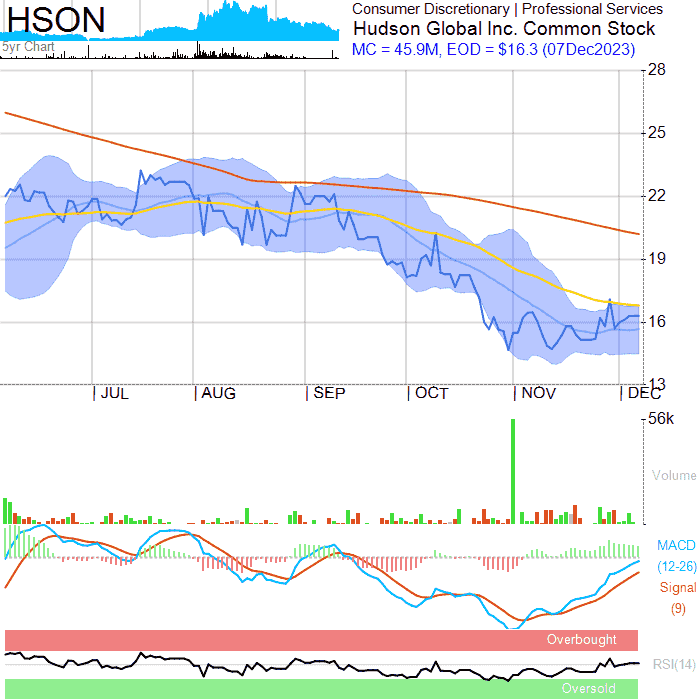 HSON
5yr Chart
Consumer Discretionary | Professional Services
Hudson Global Inc. Common Stock
MC = 45.9M, EOD = $16.3 (07Dec2023)
28
25
22
19
16
13
JUL AUG SEP OCT NOV DEC
56k
Volume
MACD
(12-26)
Signal
(9)
Overbought
RSI(14)
Oversold